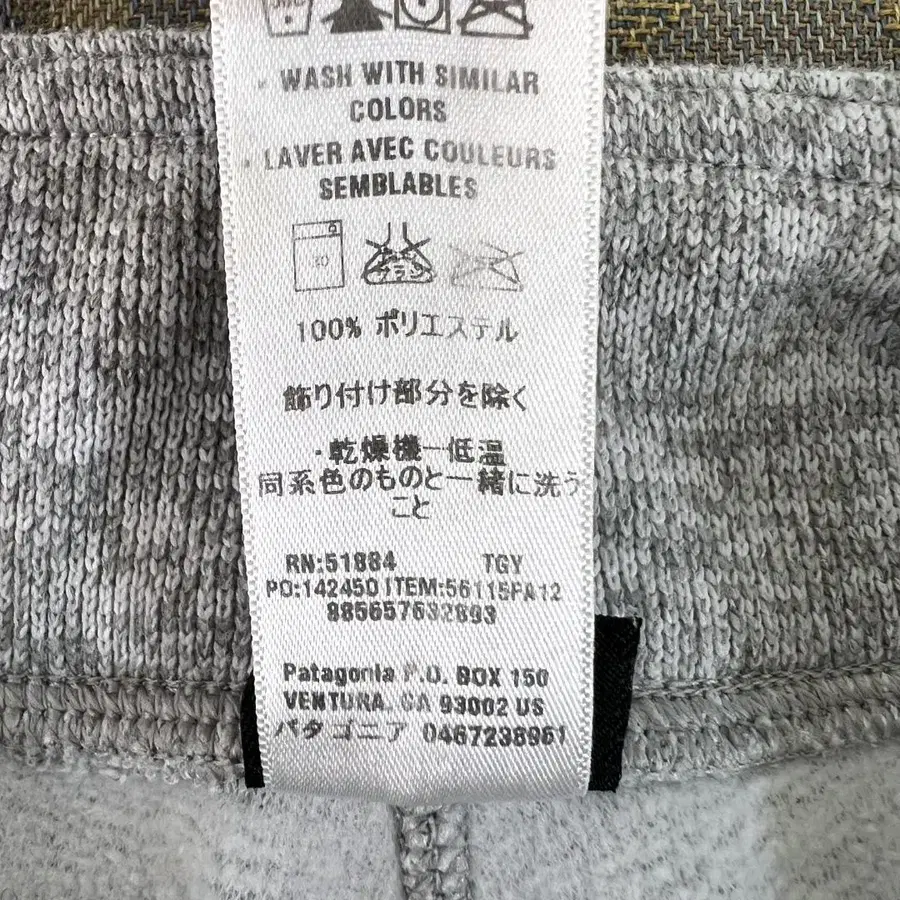 · WASH WITH SIMILAR
COLORS
· LAVER AVEC COULEURS
SEMBLABLES
40
100% ポリエステル
飾り付け部分を除く
· 乾燥機ー低温
同系色のものと一緒に洗う
こと
RN:51884 TGY
PO:142450 ITEM:56115FA12
885657632893
Patagonia P.O. BOX 150
VENTURA, CA 93002 US
パタゴニア 0467238961